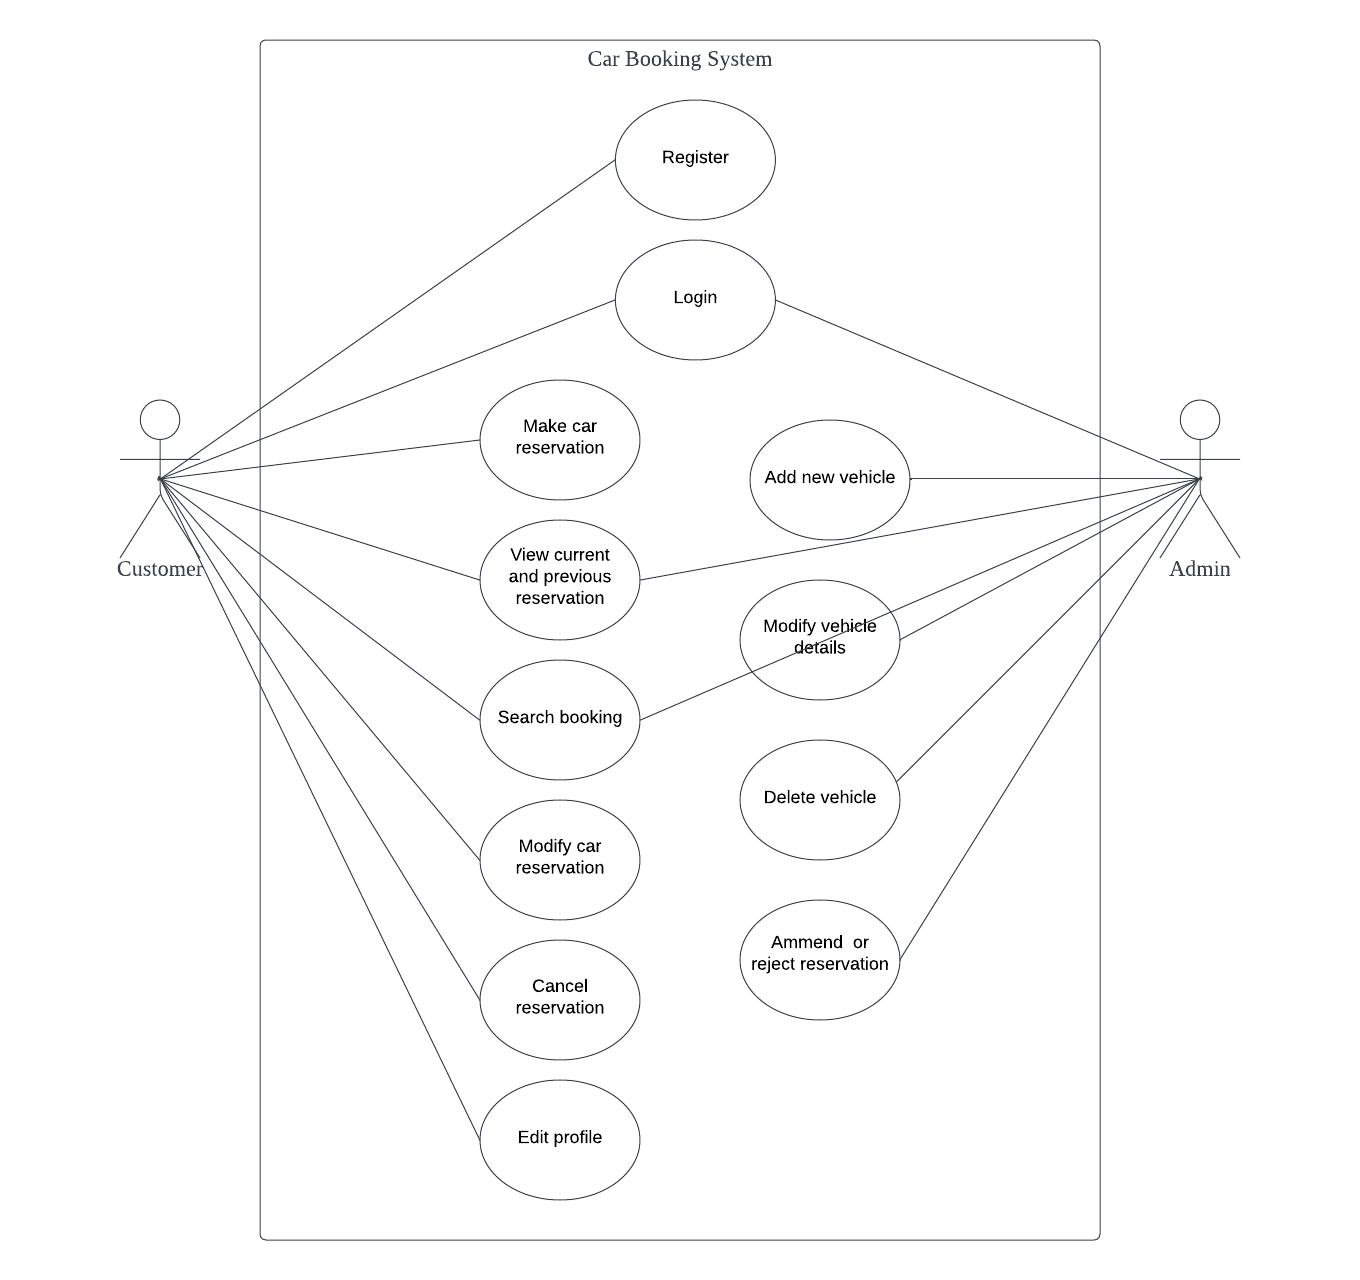 Car Booking System
Register
Login
Make car
reservation
Add new vehicle
View current
and previous
reservation
Customer
Admin
Modify vehicle
details
Search booking
Delete vehicle
Modify car
reservation
Ammend  or
reject reservation
Cancel
reservation
Edit profile